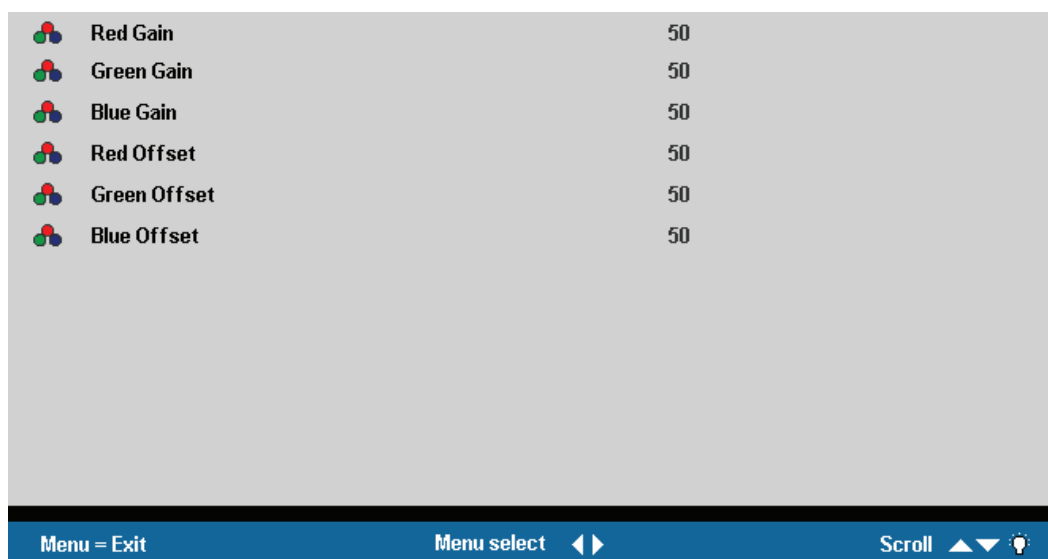 Red Gain 50
Green Gain 50
Blue Gain 50
Red Offset 50
Green Offset 50
Blue Offset 50
Menu = Exit Menu select Scroll